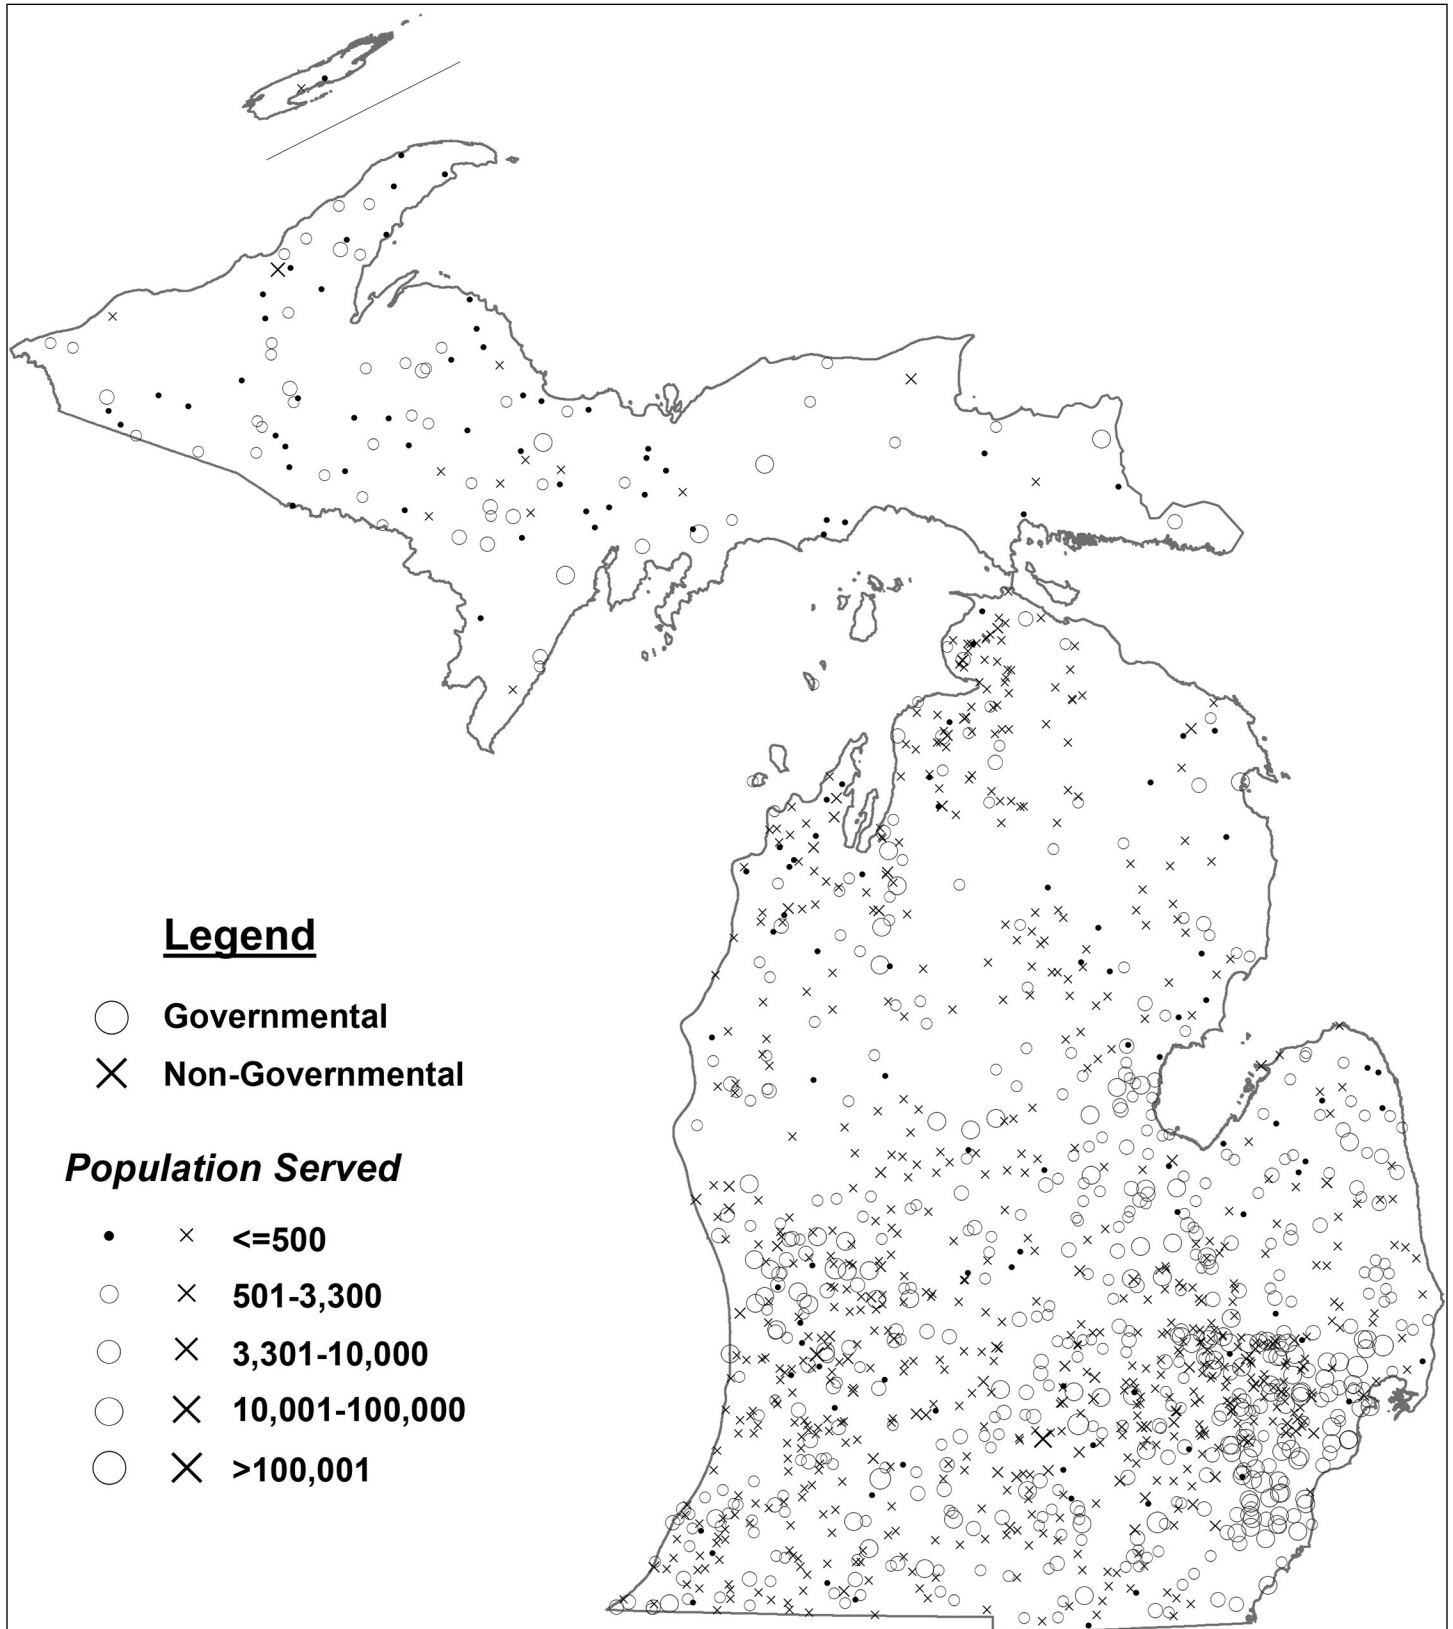 Legend
Governmental
Non-Governmental
Population Served
<=500
501-3,300
3,301-10,000
10,001-100,000
>100,001